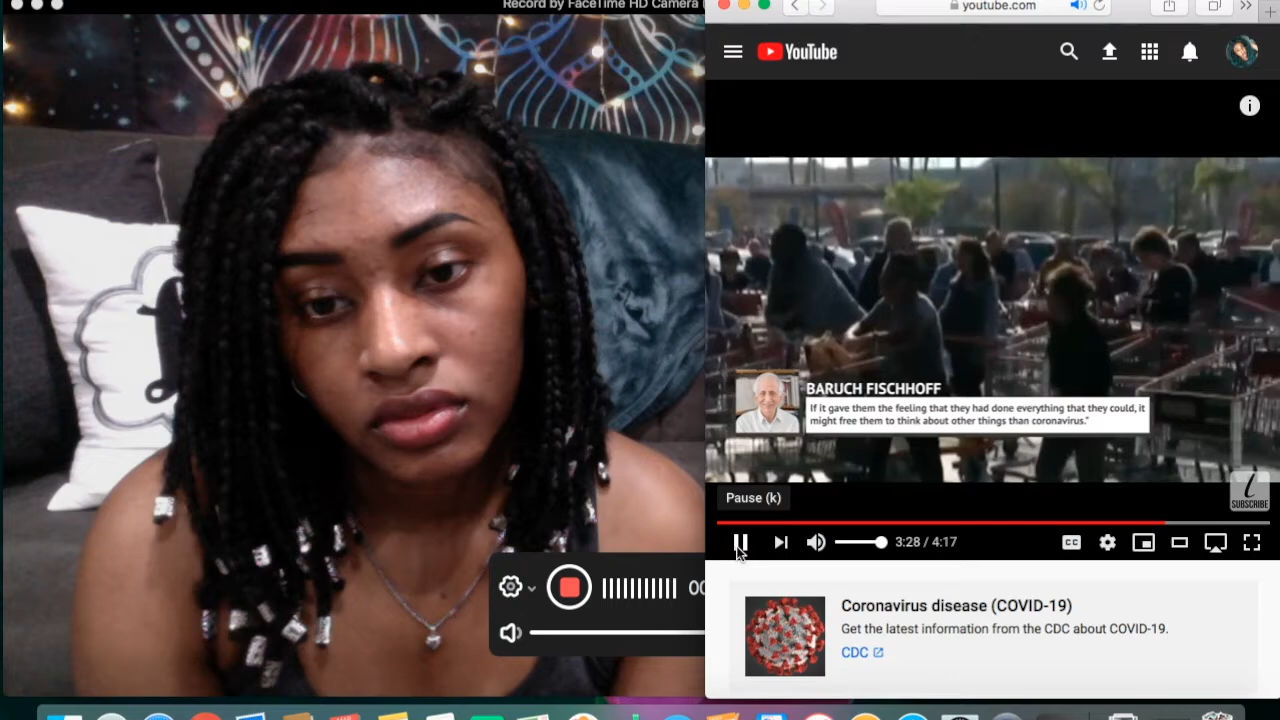 Record by FaceTime HD Camera
youtube.com
YouTube
BARUCH FISCHHOFF
If it gave them the feeling that they had done everything that they could, it
might free them to think about other things than coronavirus."
Pause (k)
SUBSCRIBE
3:28 / 4:17
CC
00
Coronavirus disease (COVID-19)
Get the latest information from the CDC about COVID-19.
CDC